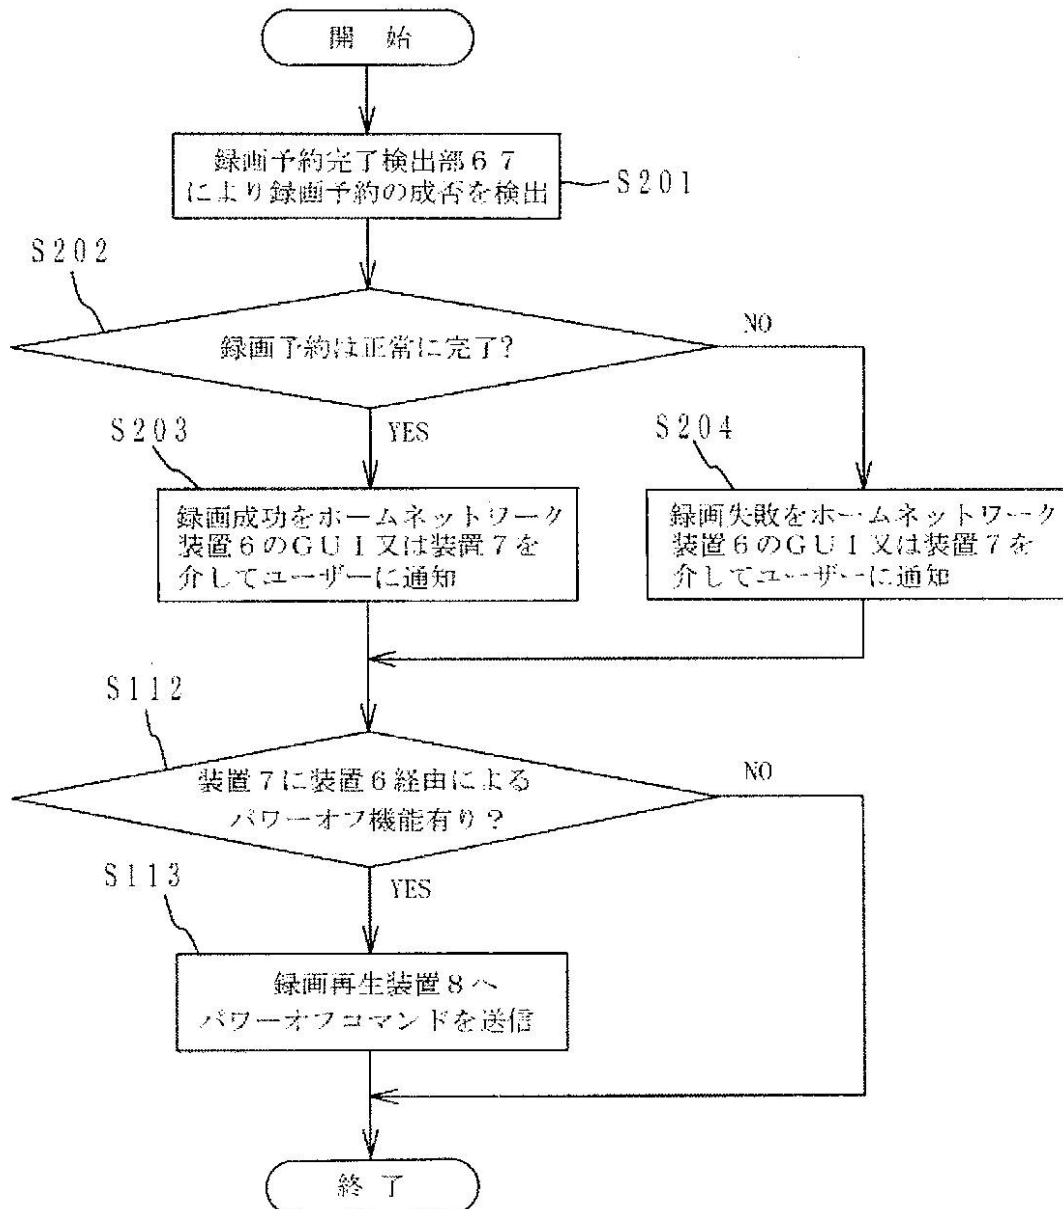 開 始
録画予約完了検出部67
により録画予約の成否を検出
S201
S202
録画予約は正常に完了?
NO
YES
S203
録画成功をホームネットワーク
装置6のGUI又は装置7を
介してユーザーに通知
S204
録画失敗をホームネットワーク
装置6のGUI又は装置7を
介してユーザーに通知
S112
装置7に装置6経由による
パワーオフ機能有り?
NO
YES
S113
録画再生装置8へ
パワーオフコマンドを送信
終 了